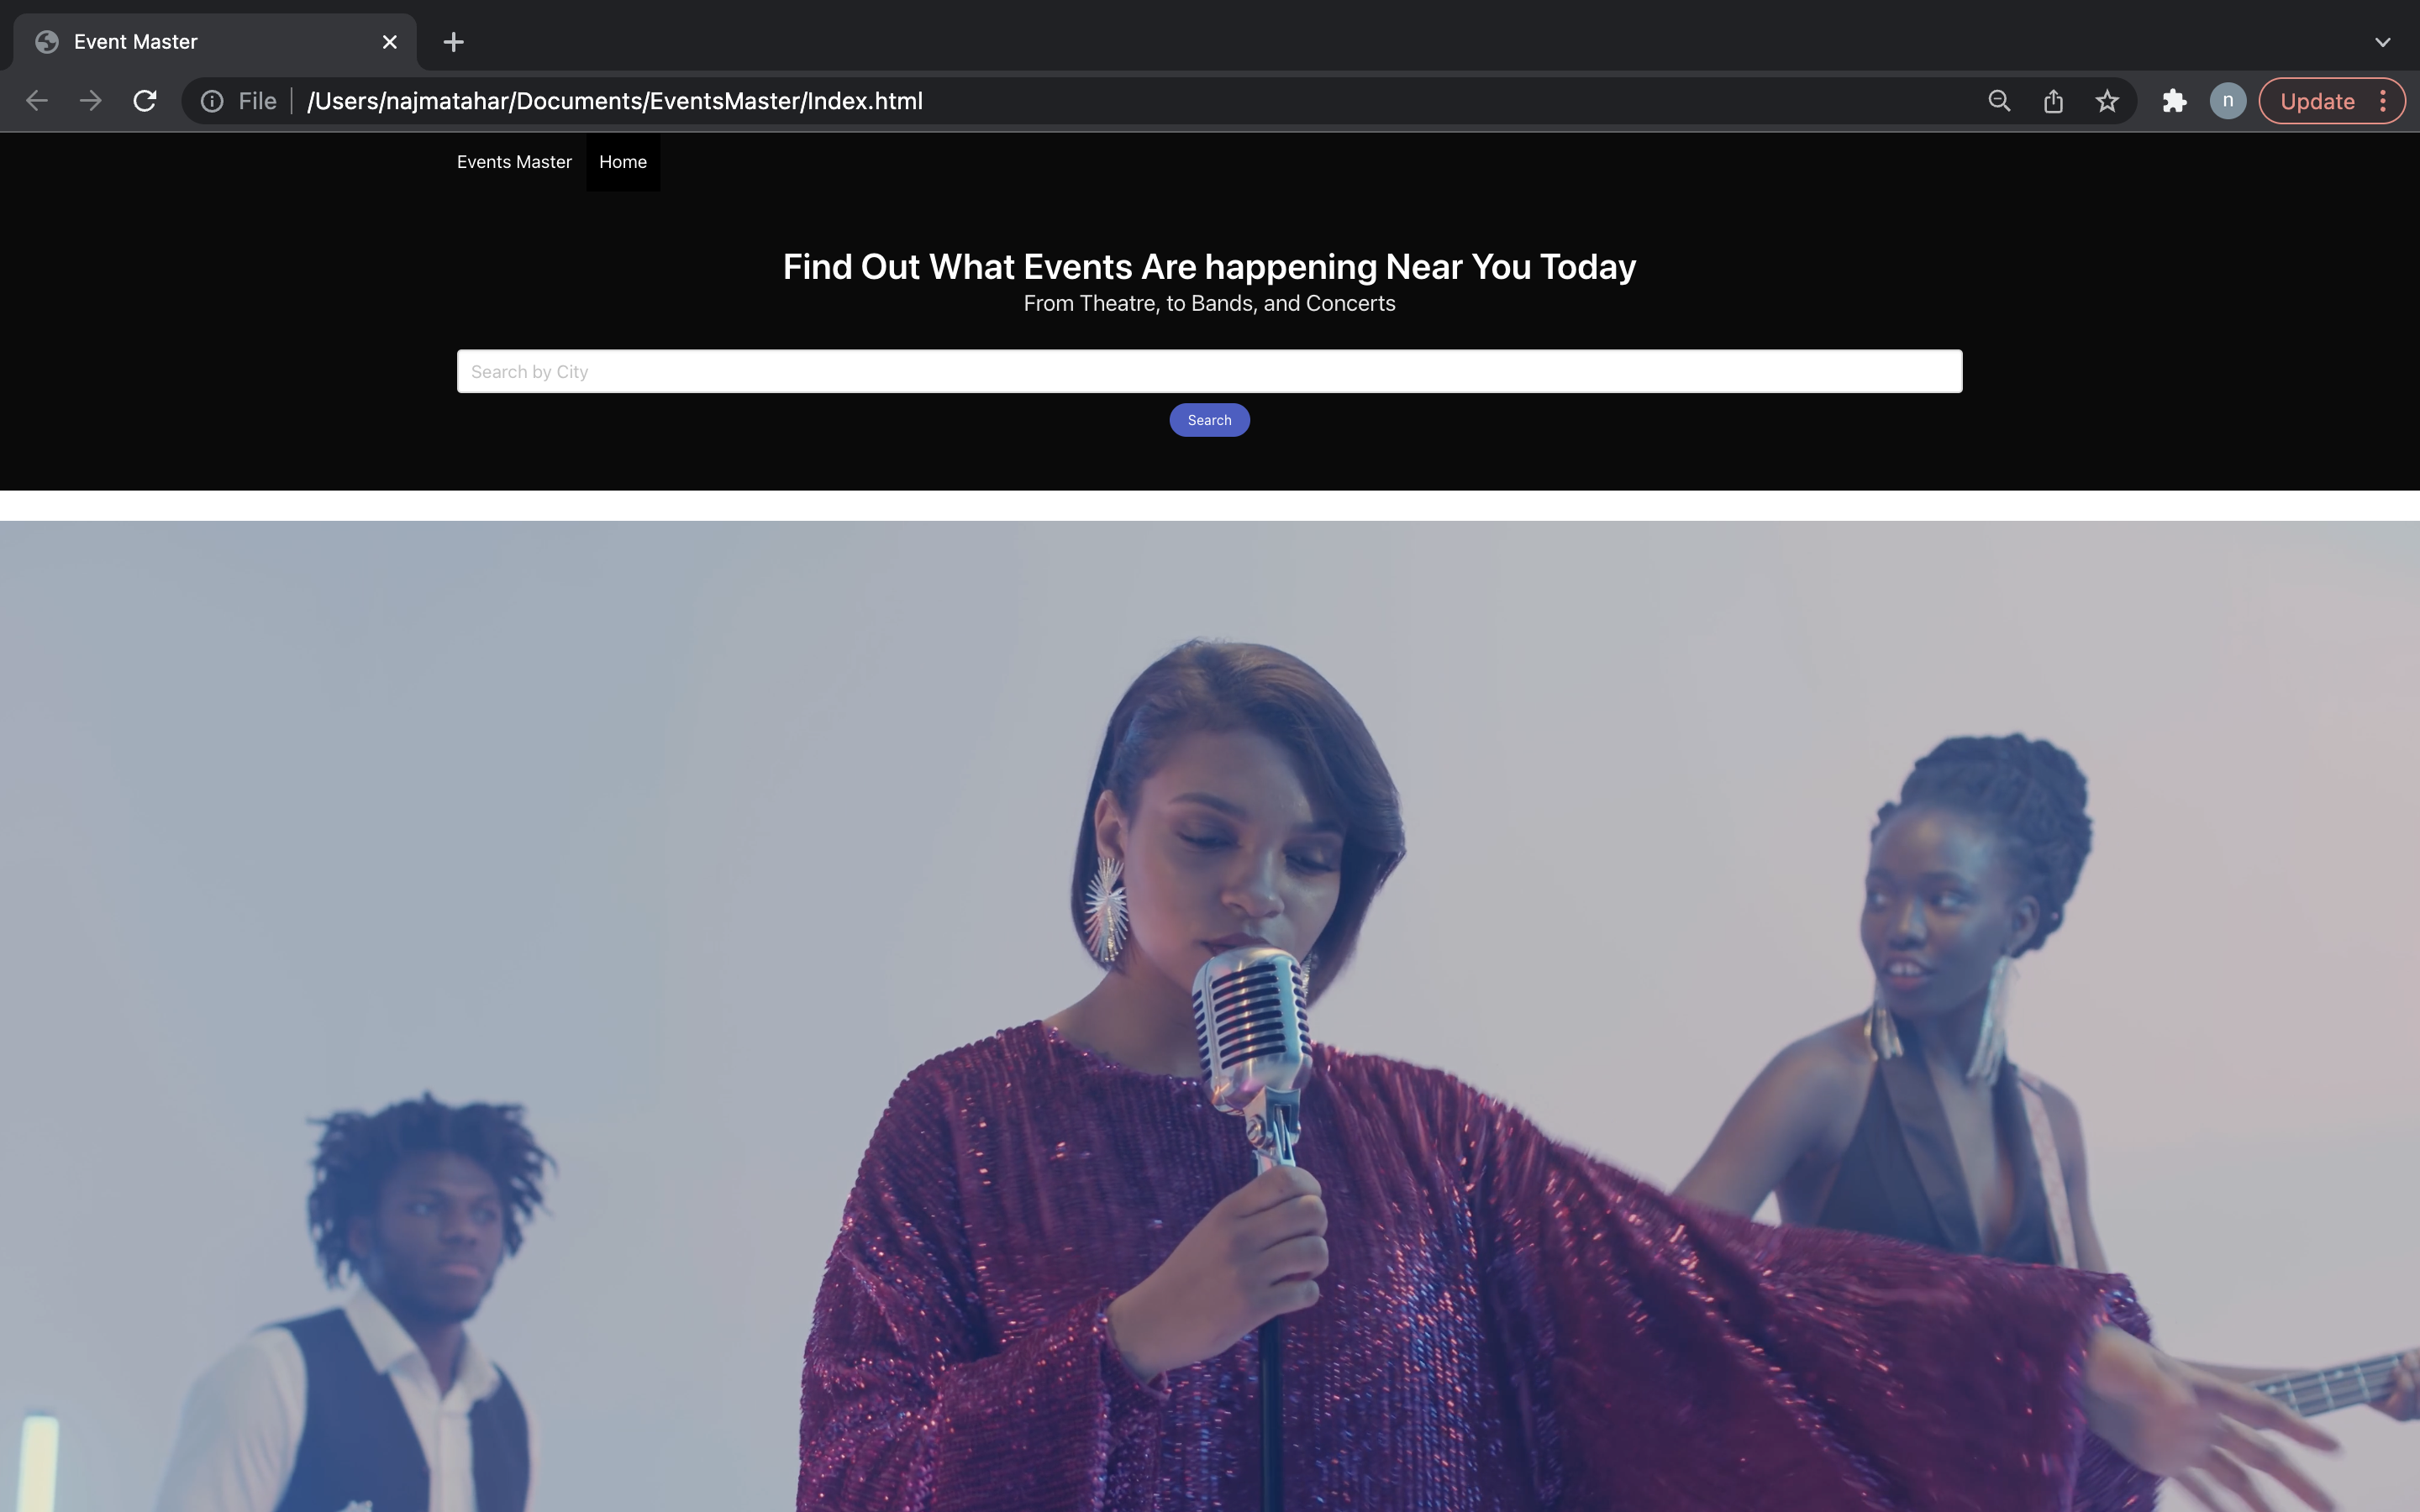 Event Master
File /Users/najmatahar/Documents/EventsMaster/Index.html
n
Update
Events Master Home
Find Out What Events Are happening Near You Today
From Theatre, to Bands, and Concerts
Search by City
Search